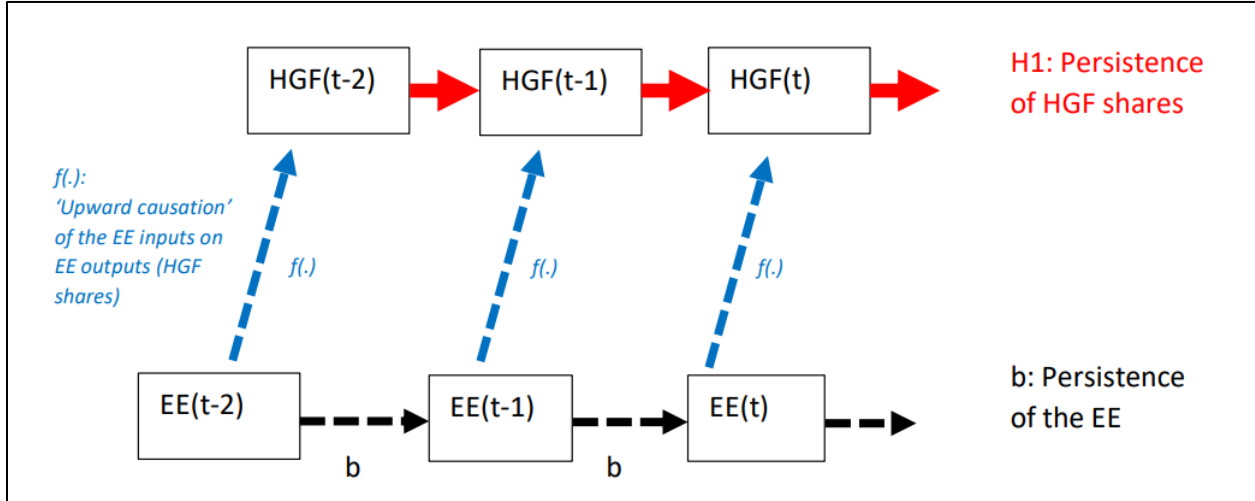 HGF(t-2)
HGF(t-1)
HGF(t)
H1: Persistence
of HGF shares
f(.):
‘Upward causation’
of the EE inputs on
EE outputs (HGF
shares)
f(.)
f(.)
f(.)
EE(t-2)
EE(t-1)
EE(t)
b: Persistence
of the EE
b
b